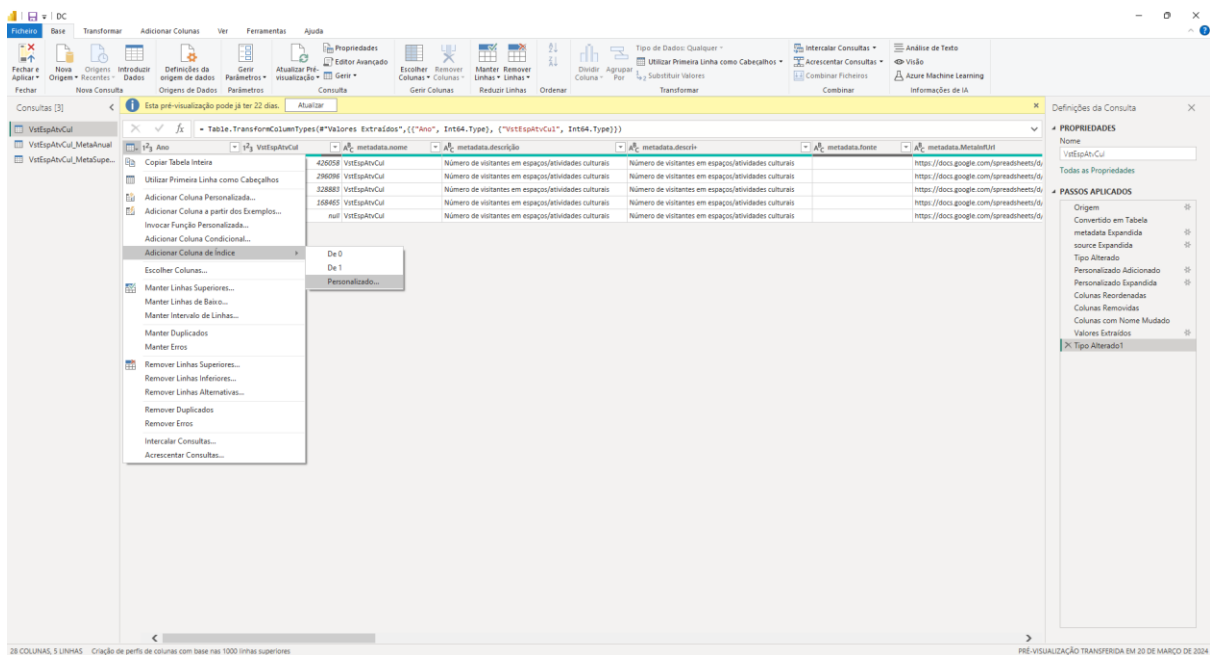 DC
Ficheiro Base Transformar Adicionar Colunas Ver Ferramentas Ajuda
Fechar e Aplicar
Nova Origem
Origens Recentes
Introduzir Dados
Definições da origem de dados
Gerir Parâmetros
Atualizar Pré-visualização
Propriedades
Editor Avançado
Gerir
Escolher Colunas
Remover Colunas
Manter Linhas
Remover Linhas
Dividir Coluna
Agrupar Por
Tipo de Dados: Qualquer
Utilizar Primeira Linha como Cabeçalhos
Substituir Valores
Intercalar Consultas
Acrescentar Consultas
Combinar Ficheiros
Análise de Texto
Visão
Azure Machine Learning
Fechar Nova Consulta Origens de Dados Parâmetros Consulta Gerir Colunas Reduzir Linhas Ordenar Transformar Combinar Informações de IA
Consultas [3]
VstEspAtvCul
VstEspAtvCul_MetaAnual
VstEspAtvCul_MetaSupe...
Esta pré-visualização pode já ter 22 dias. Atualizar
fx = Table.TransformColumnTypes(#"Valores Extraídos",{{"Ano", Int64.Type}, {"VstEspAtvCul", Int64.Type}})
1²3 Ano 1²3 VstEspAtvCul ABC metadata.nome ABC metadata.descrição ABC metadata.descri+ ABC metadata.fonte ABC metadata.MetaInfUrl
426058 VstEspAtvCul Número de visitantes em espaços/atividades culturais Número de visitantes em espaços/atividades culturais https://docs.google.com/spreadsheets/d/
296096 VstEspAtvCul Número de visitantes em espaços/atividades culturais Número de visitantes em espaços/atividades culturais https://docs.google.com/spreadsheets/d/
328883 VstEspAtvCul Número de visitantes em espaços/atividades culturais Número de visitantes em espaços/atividades culturais https://docs.google.com/spreadsheets/d/
168465 VstEspAtvCul Número de visitantes em espaços/atividades culturais Número de visitantes em espaços/atividades culturais https://docs.google.com/spreadsheets/d/
null VstEspAtvCul Número de visitantes em espaços/atividades culturais Número de visitantes em espaços/atividades culturais https://docs.google.com/spreadsheets/d/
Copiar Tabela Inteira
Utilizar Primeira Linha como Cabeçalhos
Adicionar Coluna Personalizada...
Adicionar Coluna a partir dos Exemplos...
Invocar Função Personalizada...
Adicionar Coluna Condicional...
Adicionar Coluna de Índice
De 0
De 1
Personalizado...
Escolher Colunas...
Manter Linhas Superiores...
Manter Linhas de Baixo...
Manter Intervalo de Linhas...
Manter Duplicados
Manter Erros
Remover Linhas Superiores...
Remover Linhas Inferiores...
Remover Linhas Alternativas...
Remover Duplicados
Remover Erros
Intercalar Consultas...
Acrescentar Consultas...
Definições da Consulta
PROPRIEDADES
Nome
VstEspAtvCul
Todas as Propriedades
PASSOS APLICADOS
Origem
Convertido em Tabela
metadata Expandida
source Expandida
Tipo Alterado
Personalizado Adicionado
Personalizado Expandida
Colunas Reordenadas
Colunas Removidas
Colunas com Nome Mudado
Valores Extraídos
Tipo Alterado1
28 COLUNAS, 5 LINHAS Criação de perfis de colunas com base nas 1000 linhas superiores
PRÉ-VISUALIZAÇÃO TRANSFERIDA EM 20 DE MARÇO DE 2024